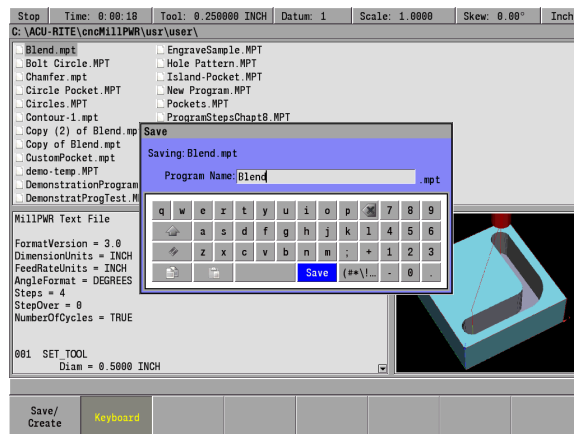 Stop Time: 0:00:18 Tool: 0.250000 INCH Datum: 1 Scale: 1.0000 Skew: 0.00° Inch
C: \ACU-RITE\cncMillPWR\usr\user\
Blend.mpt EngraveSample.MPT
Bolt Circle.MPT Hole Pattern.MPT
Chamfer.mpt Island-Pocket.MPT
Circle Pocket.MPT New Program.MPT
Circles.MPT Pockets.MPT
Contour-1.mpt ProgramStepsChapt8.MPT
Copy (2) of Blend.mp
Copy of Blend.mpt
CustomPocket.mpt
demo-temp.MPT
DemonstrationProgram
DemonstratProgTest.M
Save
Saving:Blend.mpt
Program Name: Blend .mpt
q w e r t y u i o p 7 8 9
a s d f g h j k l 4 5 6
z x c v b n m ; + 1 2 3
Save (#*\!… - 0 .
MillPWR Text File
FormatVersion = 3.0
DimensionUnits = INCH
FeedRateUnits = INCH
AngleFormat = DEGREES
Steps = 4
StepOver = 0
NumberOfCycles = TRUE
001 SET_TOOL
Diam = 0.5000 INCH
Save/
Create
Keyboard